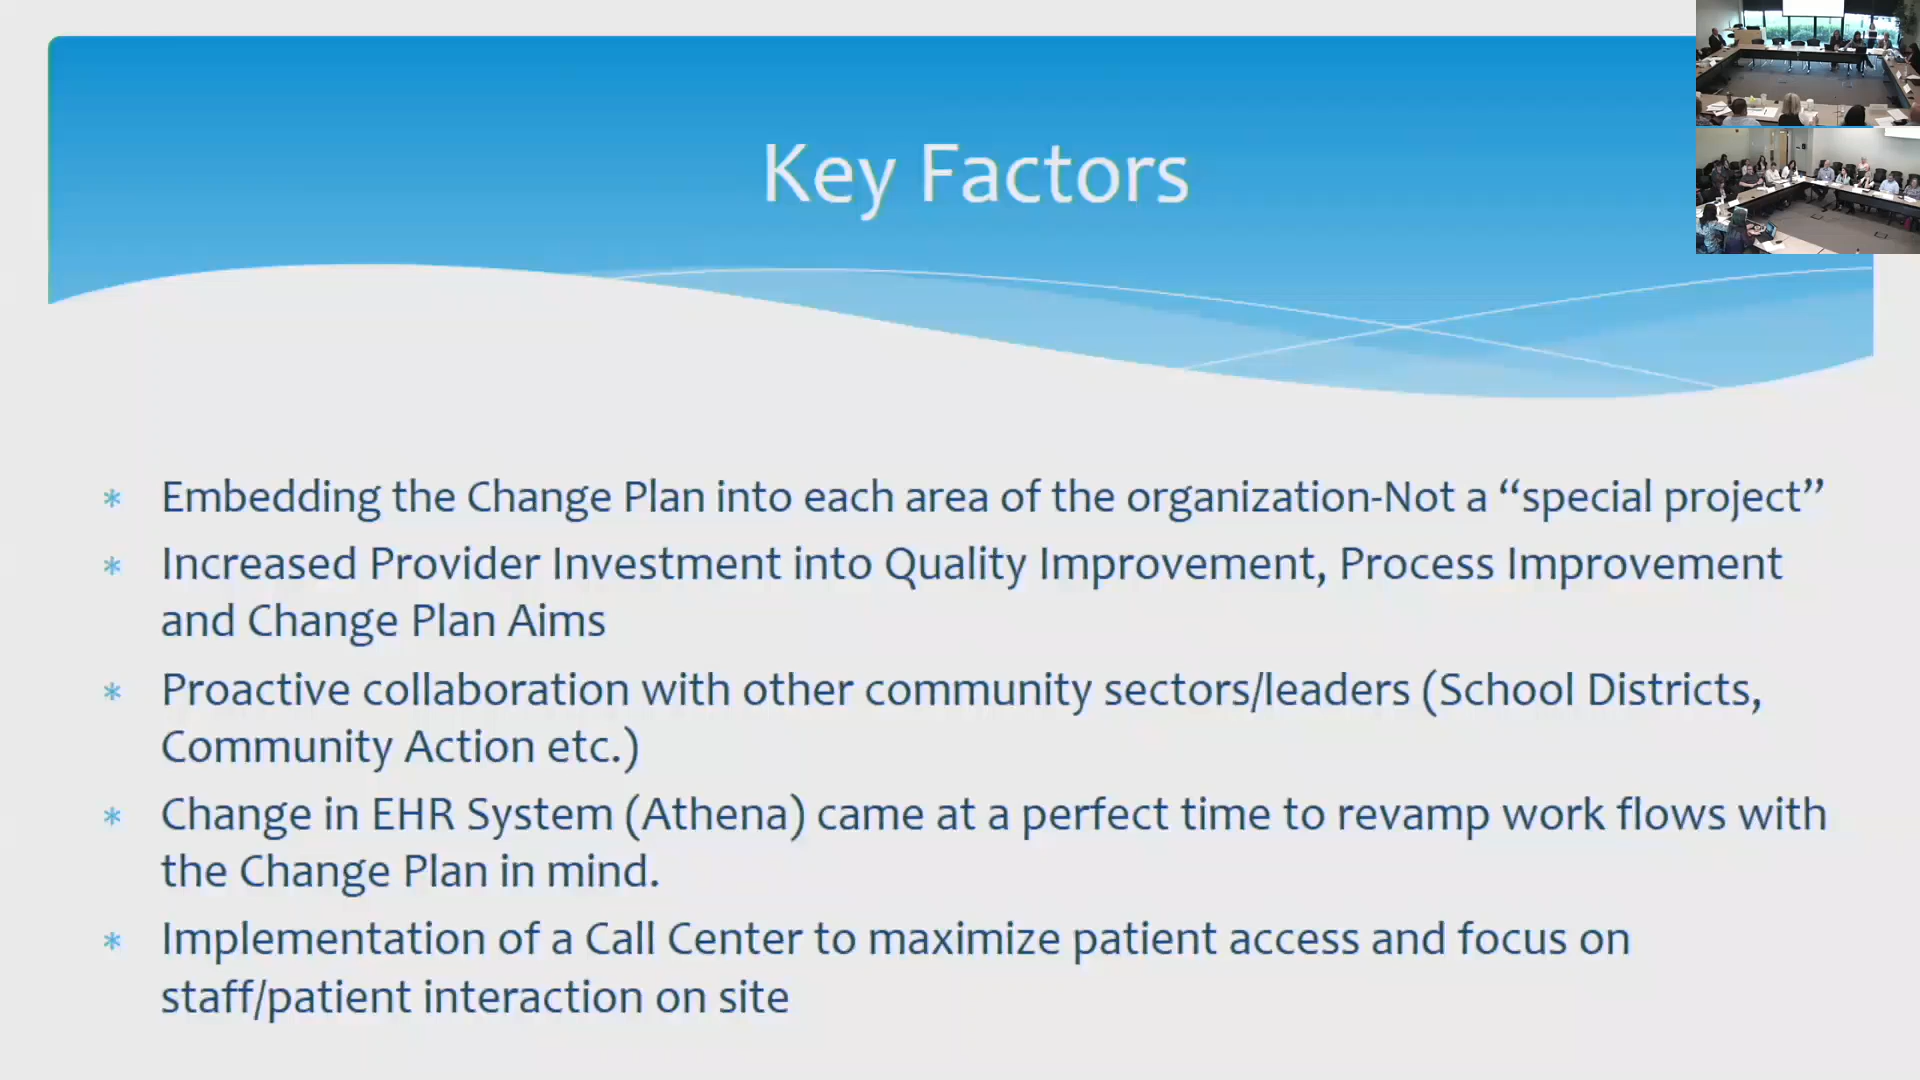 Key Factors
* Embedding the Change Plan into each area of the organization-Not a “special project”
* Increased Provider Investment into Quality Improvement, Process Improvement
and Change Plan Aims
* Proactive collaboration with other community sectors/leaders (School Districts,
Community Action etc.)
* Change in EHR System (Athena) came at a perfect time to revamp work flows with
the Change Plan in mind.
* Implementation of a Call Center to maximize patient access and focus on
staff/patient interaction on site